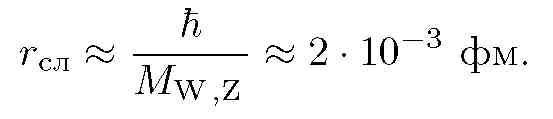 r_сл ≈ ħ / M_W,Z ≈ 2 · 10⁻³ фм.